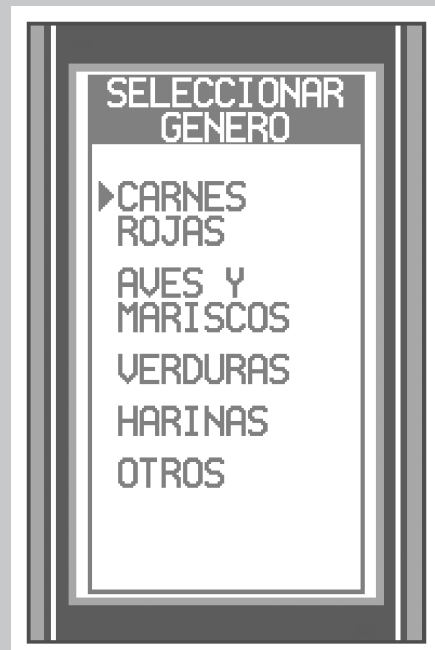 SELECCIONAR
GENERO
CARNES
ROJAS
AVES Y
MARISCOS
VERDURAS
HARINAS
OTROS